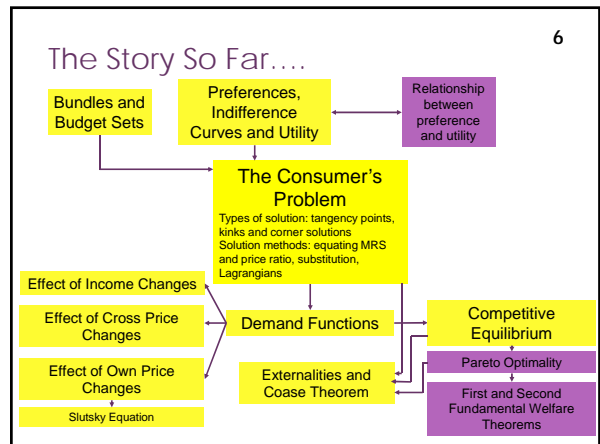 6
The Story So Far....
Bundles and
Budget Sets
Preferences,
Indifference
Curves and Utility
Relationship
between
preference
and utility
The Consumer's
Problem
Types of solution: tangency points,
kinks and corner solutions
Solution methods: equating MRS
and price ratio, substitution,
Lagrangians
Effect of Income Changes
Effect of Cross Price
Changes
Effect of Own Price
Changes
Slutsky Equation
Demand Functions
Externalities and
Coase Theorem
Competitive
Equilibrium
Pareto Optimality
First and Second
Fundamental Welfare
Theorems